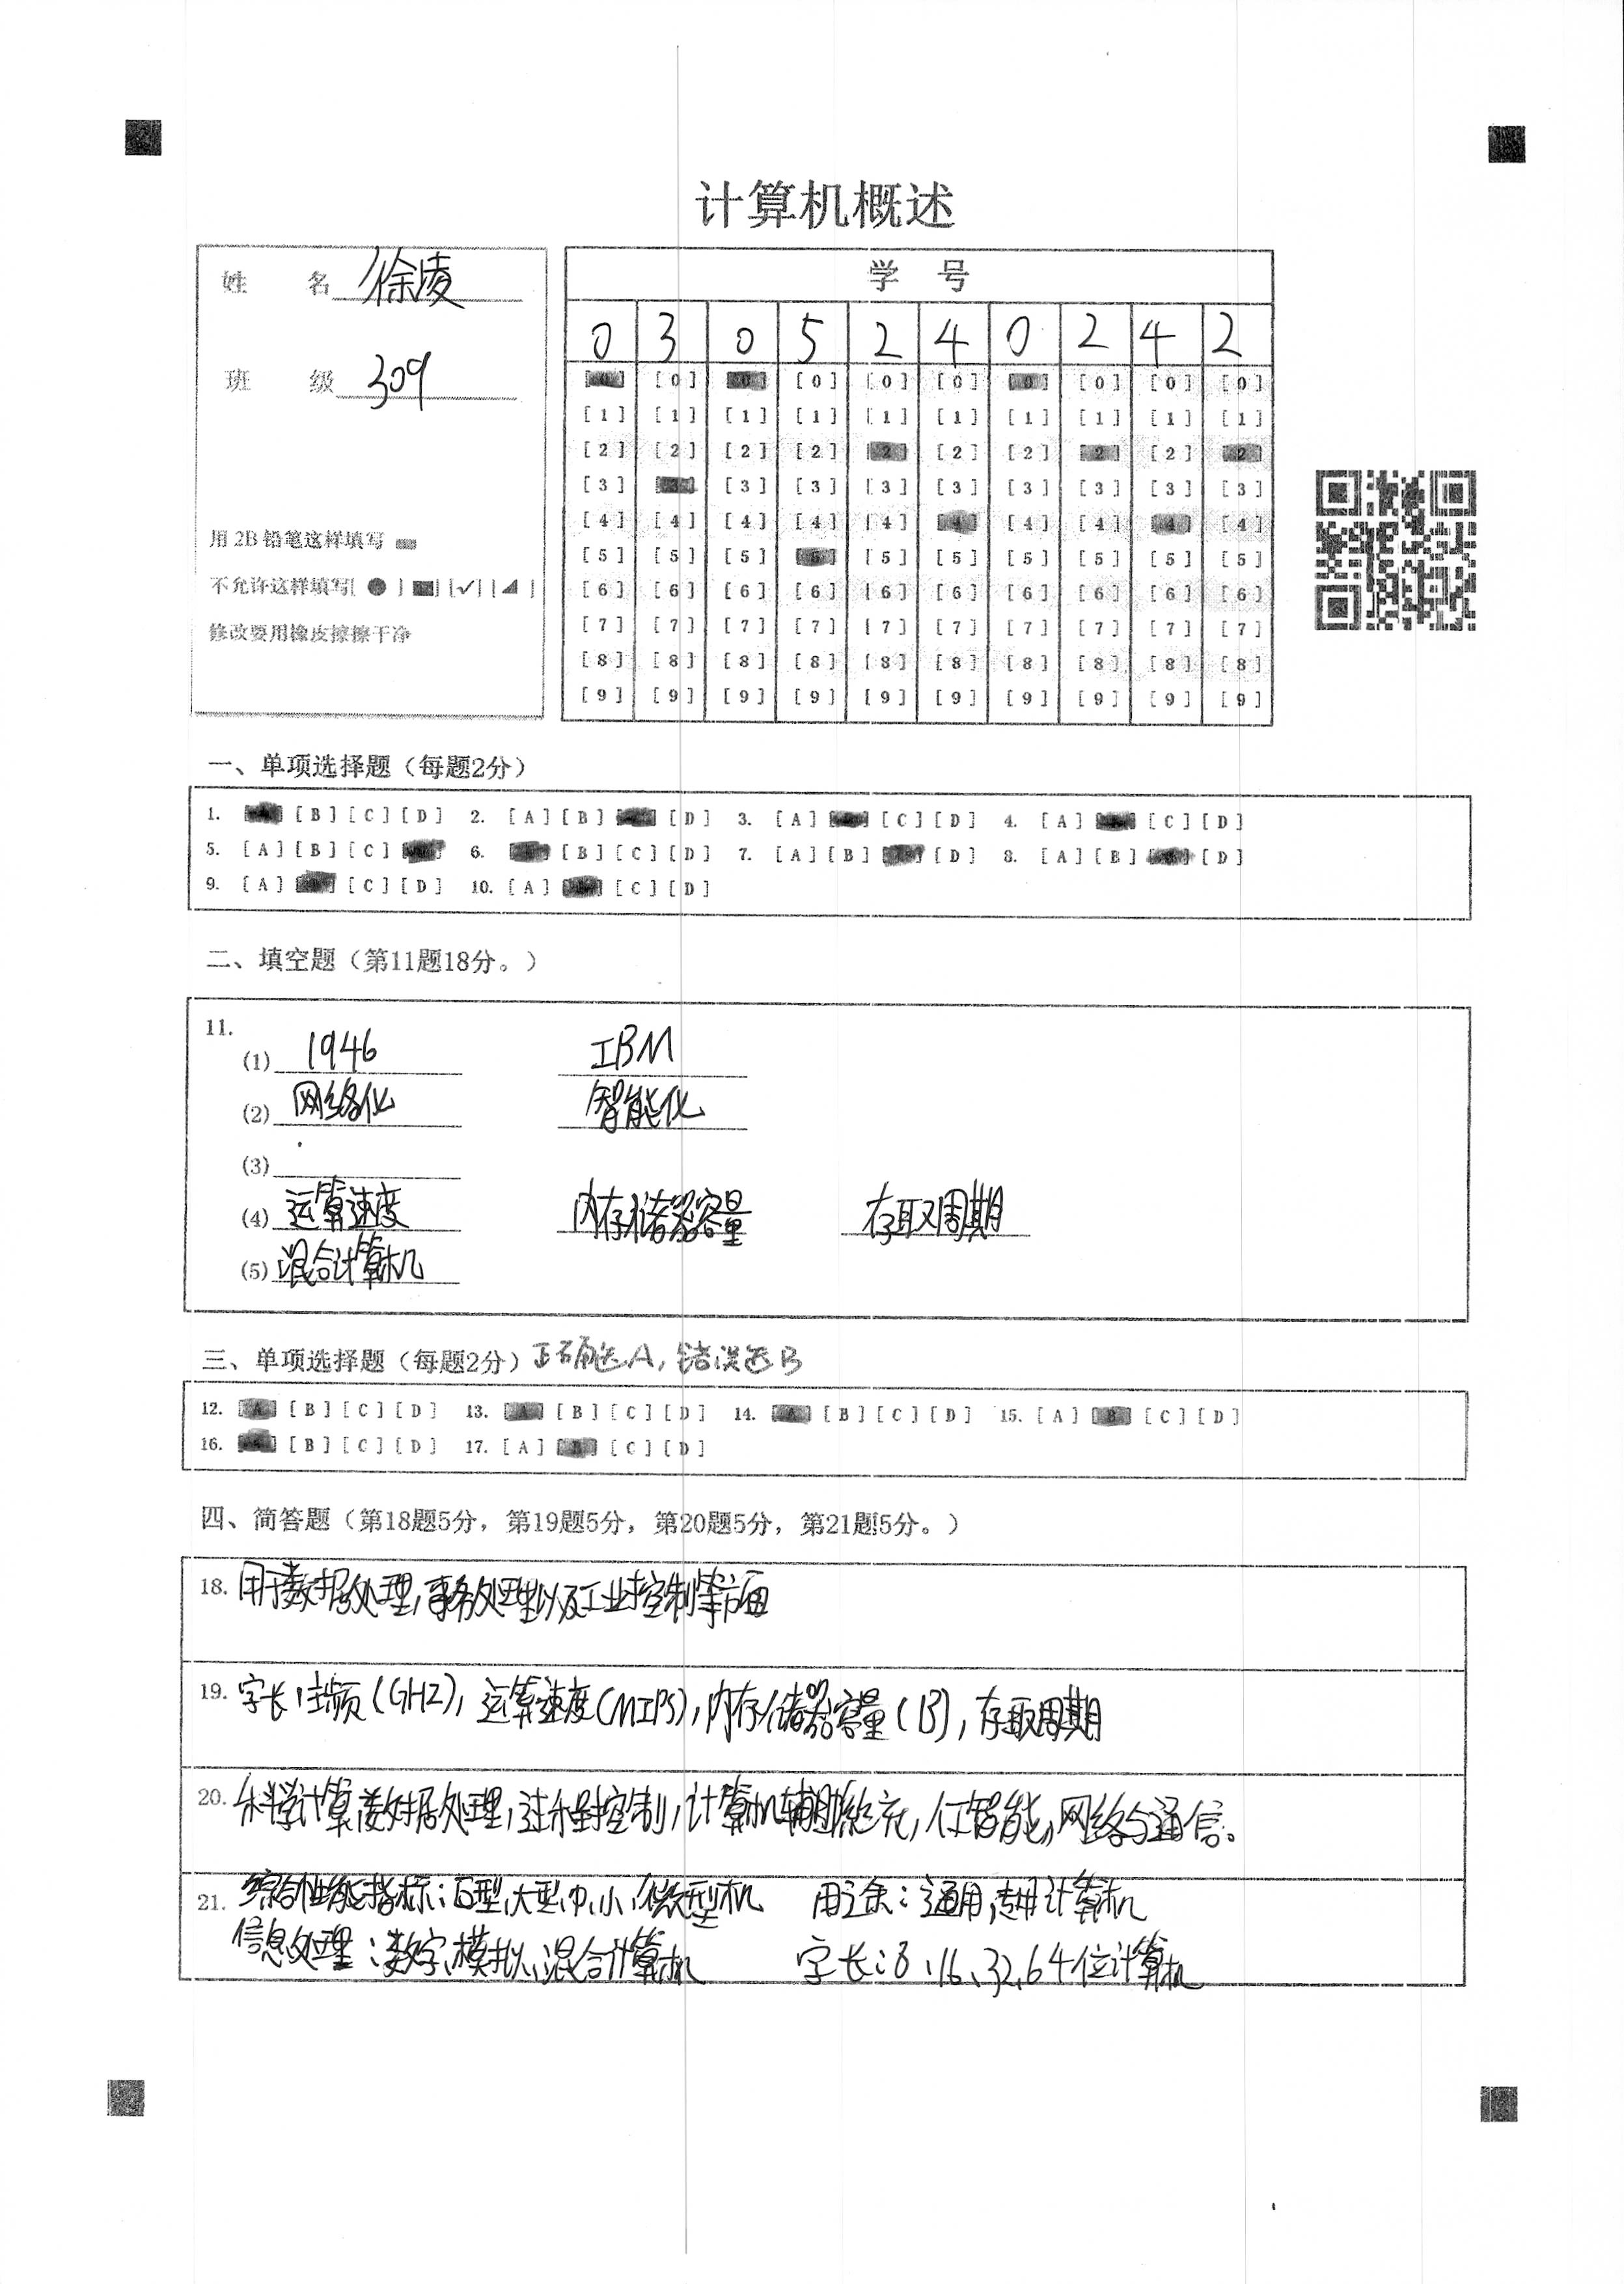 计算机概述
姓 名 徐凌
班 级 309
用 2B 铅笔这样填写
不允许这样填写[ ● ] [■] [✓] [◢ ]
修改要用橡皮擦擦干净
学 号
0 3 0 5 2 4 0 2 4 2
[0] [0] [0] [0] [0] [0] [0] [0] [0] [0]
[1] [1] [1] [1] [1] [1] [1] [1] [1] [1]
[2] [2] [2] [2] [2] [2] [2] [2] [2] [2]
[3] [3] [3] [3] [3] [3] [3] [3] [3] [3]
[4] [4] [4] [4] [4] [4] [4] [4] [4] [4]
[5] [5] [5] [5] [5] [5] [5] [5] [5] [5]
[6] [6] [6] [6] [6] [6] [6] [6] [6] [6]
[7] [7] [7] [7] [7] [7] [7] [7] [7] [7]
[8] [8] [8] [8] [8] [8] [8] [8] [8] [8]
[9] [9] [9] [9] [9] [9] [9] [9] [9] [9]
一、单项选择题（每题2分）
1. [A] [B] [C] [D] 2. [A] [B] [C] [D] 3. [A] [B] [C] [D] 4. [A] [B] [C] [D]
5. [A] [B] [C] [D] 6. [A] [B] [C] [D] 7. [A] [B] [C] [D] 8. [A] [B] [C] [D]
9. [A] [B] [C] [D] 10. [A] [B] [C] [D]
二、填空题（第11题18分。）
11.
(1) 1946 IBM
(2) 网络化 智能化
(3)
(4) 运算速度 内存储器容量 存取周期
(5) 混合计算机
三、单项选择题（每题2分）正确选A,错误选B
12. [A] [B] [C] [D] 13. [A] [B] [C] [D] 14. [A] [B] [C] [D] 15. [A] [B] [C] [D]
16. [A] [B] [C] [D] 17. [A] [B] [C] [D]
四、简答题（第18题5分，第19题5分，第20题5分，第21题5分。）
18. 用于数据处理,事务处理以及工业控制等方面
19. 字长,主频(GHZ),运算速度(MIPS),内存储器容量(B),存取周期
20. 科学计算,数据处理,过程控制,计算机辅助系统,人工智能,网络与通信。
21. 综合性能指标:巨型,大型,中,小,微型机 用途:通用,专用计算机
信息处理:数字,模拟,混合计算机 字长:8、16、32、64位计算机